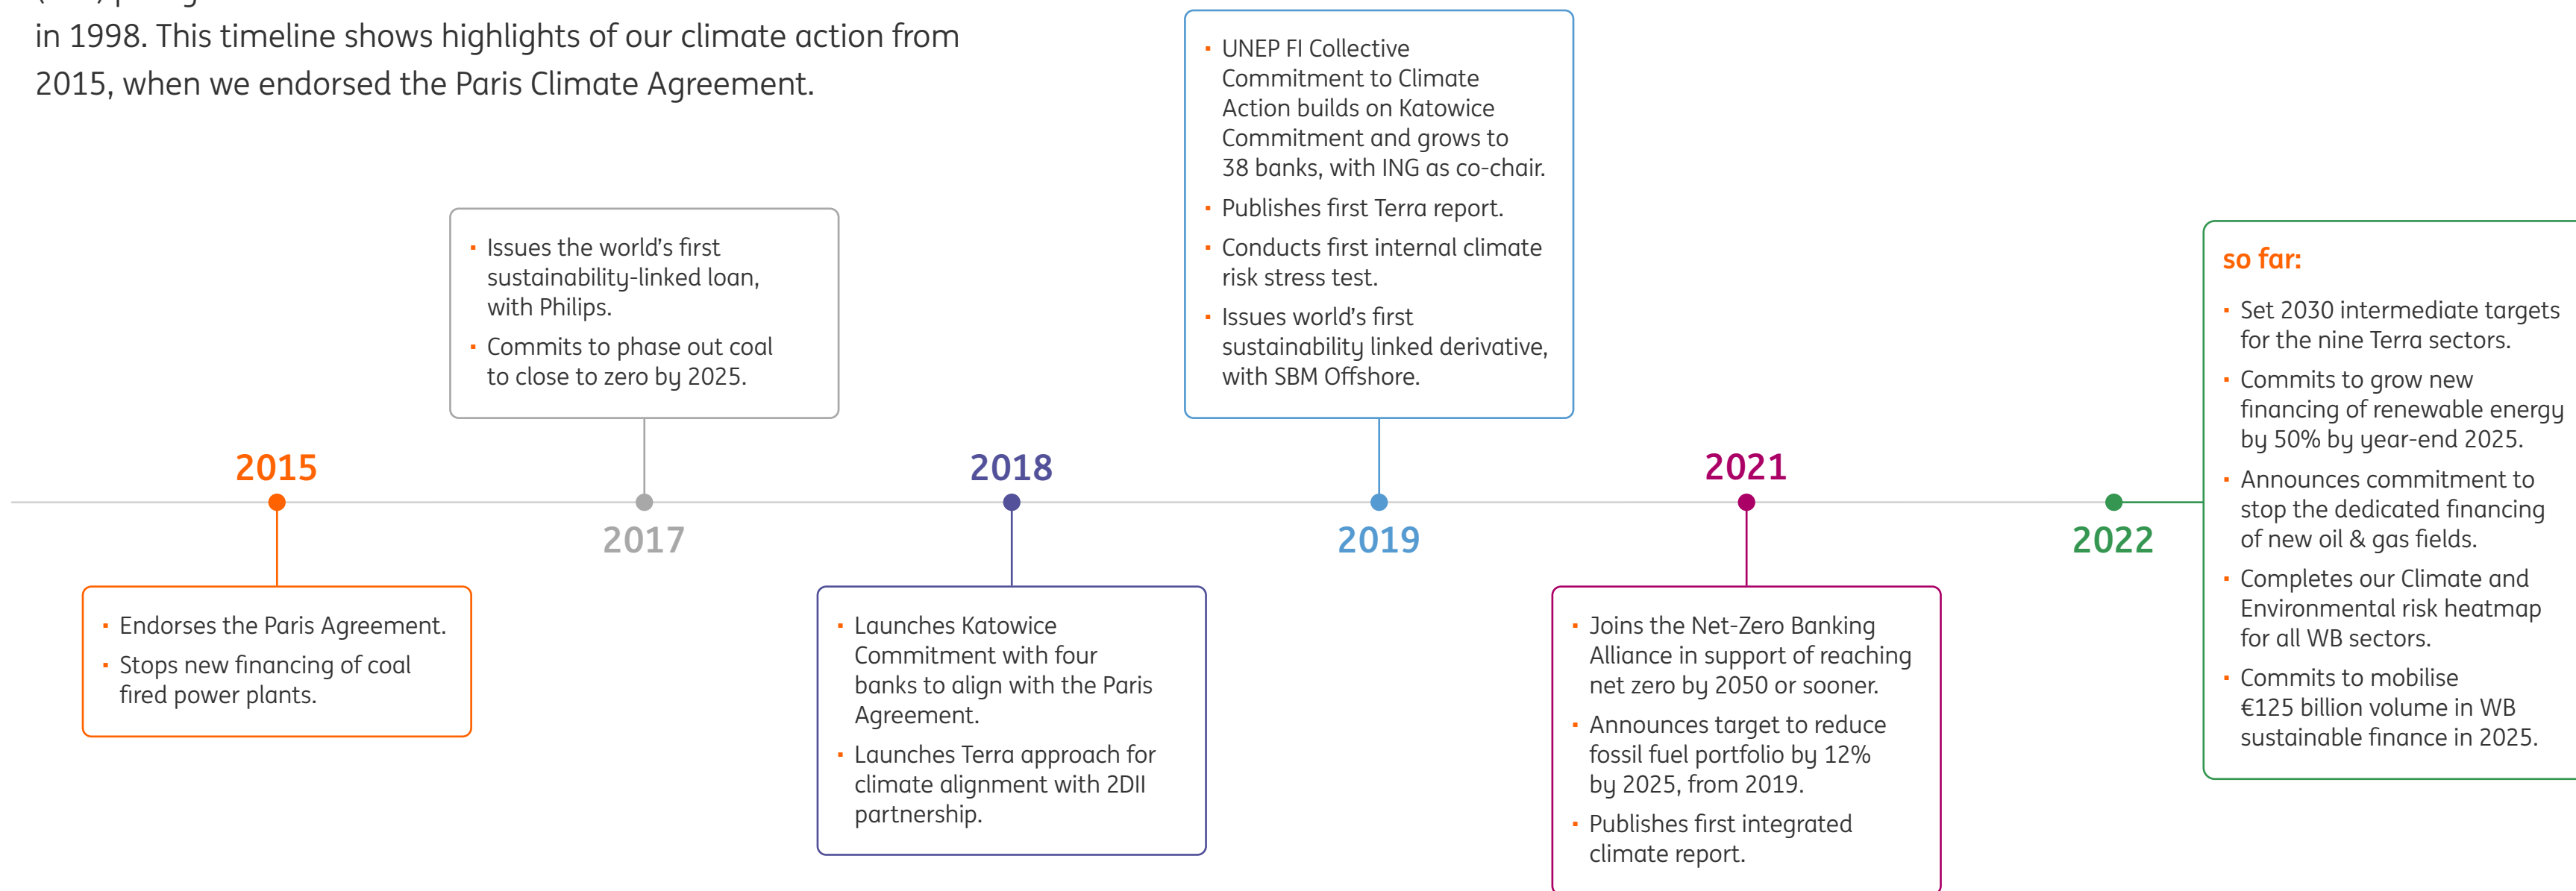 in 1998. This timeline shows highlights of our climate action from
2015, when we endorsed the Paris Climate Agreement.
2015
▪ Endorses the Paris Agreement.
▪ Stops new financing of coal
fired power plants.
▪ Issues the world’s first
sustainability-linked loan,
with Philips.
▪ Commits to phase out coal
to close to zero by 2025.
2017
2018
▪ Launches Katowice
Commitment with four
banks to align with the Paris
Agreement.
▪ Launches Terra approach for
climate alignment with 2DII
partnership.
▪ UNEP FI Collective
Commitment to Climate
Action builds on Katowice
Commitment and grows to
38 banks, with ING as co-chair.
▪ Publishes first Terra report.
▪ Conducts first internal climate
risk stress test.
▪ Issues world’s first
sustainability linked derivative,
with SBM Offshore.
2019
2021
▪ Joins the Net-Zero Banking
Alliance in support of reaching
net zero by 2050 or sooner.
▪ Announces target to reduce
fossil fuel portfolio by 12%
by 2025, from 2019.
▪ Publishes first integrated
climate report.
2022
so far:
▪ Set 2030 intermediate targets
for the nine Terra sectors.
▪ Commits to grow new
financing of renewable energy
by 50% by year-end 2025.
▪ Announces commitment to
stop the dedicated financing
of new oil & gas fields.
▪ Completes our Climate and
Environmental risk heatmap
for all WB sectors.
▪ Commits to mobilise
€125 billion volume in WB
sustainable finance in 2025.